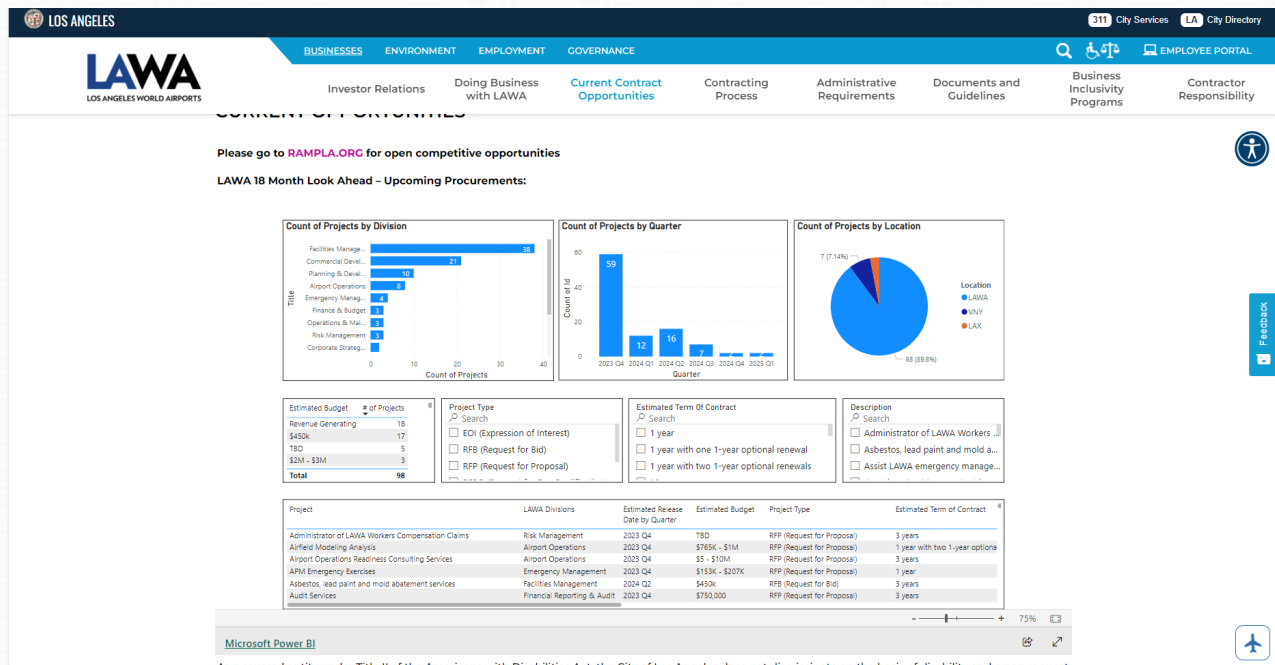 LOS ANGELES
311 City Services LA City Directory
BUSINESSES ENVIRONMENT EMPLOYMENT GOVERNANCE
EMPLOYEE PORTAL
LAWA
LOS ANGELES WORLD AIRPORTS
Investor Relations
Doing Business with LAWA
Current Contract Opportunities
Contracting Process
Administrative Requirements
Documents and Guidelines
Business Inclusivity Programs
Contractor Responsibility
CURRENT OPPORTUNITIES
Please go to RAMPLA.ORG for open competitive opportunities
LAWA 18 Month Look Ahead – Upcoming Procurements:
Count of Projects by Division
Title
Facilities Manage... 38
Commercial Devel... 21
Planning & Devel... 10
Airport Operations 8
Emergency Manag... 4
Finance & Budget 3
Operations & Mai... 3
Risk Management 3
Corporate Strateg...
0 10 20 30 40
Count of Projects
Count of Projects by Quarter
Count of Id
60
40
20
0
59 12 16 7 2 2
2023 Q4 2024 Q1 2024 Q2 2024 Q3 2024 Q4 2025 Q1
Quarter
Count of Projects by Location
7 (7.14%)
88 (89.8%)
Location
LAWA
VNY
LAX
Estimated Budget # of Projects
Revenue Generating 18
$450k 17
TBD 5
$2M - $3M 3
Total 98
Project Type
Search
EOI (Expression of Interest)
RFB (Request for Bid)
RFP (Request for Proposal)
Estimated Term Of Contract
Search
1 year
1 year with one 1-year optional renewal
1 year with two 1-year optional renewals
Description
Search
Administrator of LAWA Workers ...
Asbestos, lead paint and mold a...
Assist LAWA emergency manage...
Project LAWA Divisions Estimated Release Date by Quarter Estimated Budget Project Type Estimated Term of Contract
Administrator of LAWA Workers Compensation Claims Risk Management 2023 Q4 TBD RFP (Request for Proposal) 3 years
Airfield Modeling Analysis Airport Operations 2023 Q4 $765K - $1M RFP (Request for Proposal) 1 year with two 1-year optiona
Airport Operations Readiness Consulting Services Airport Operations 2023 Q4 $5 - $10M RFP (Request for Proposal) 3 years
APM Emergency Exercises Emergency Management 2023 Q4 $153K - $207K RFP (Request for Proposal) 1 year
Asbestos, lead paint and mold abatement services Facilities Management 2024 Q2 $450k RFB (Request for Bid) 3 years
Audit Services Financial Reporting & Audit 2023 Q4 $750,000 RFP (Request for Proposal) 3 years
- + 75%
Microsoft Power BI
Feedback